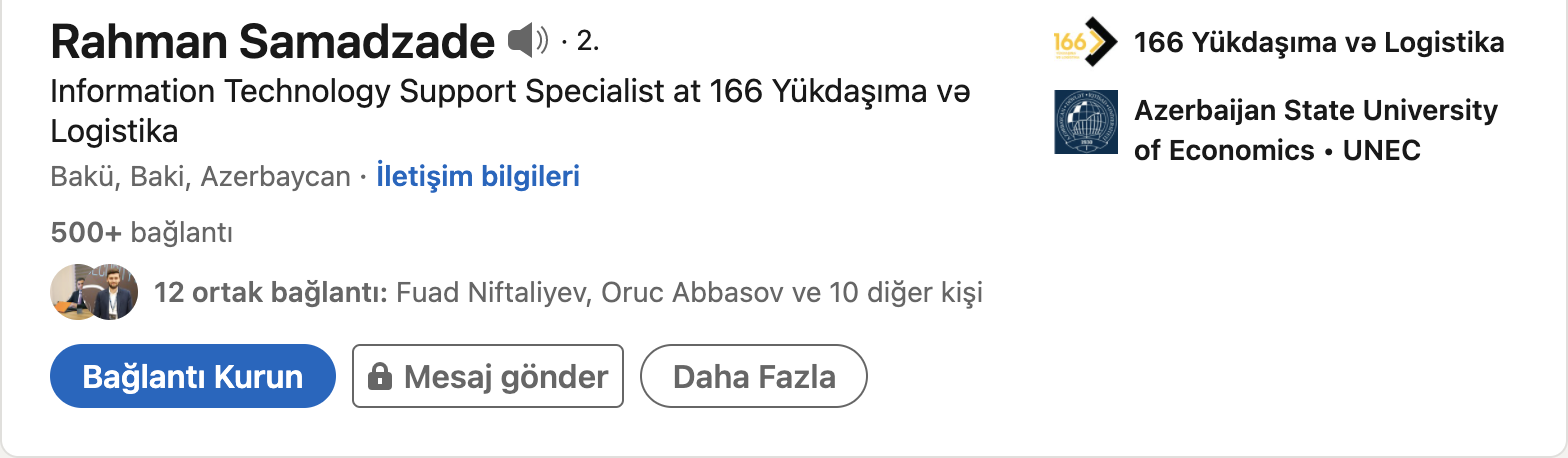 Rahman Samadzade · 2.
Information Technology Support Specialist at 166 Yükdaşıma və
Logistika
Bakü, Baki, Azerbaycan · İletişim bilgileri
500+ bağlantı
12 ortak bağlantı: Fuad Niftaliyev, Oruc Abbasov ve 10 diğer kişi
Bağlantı Kurun
Mesaj gönder
Daha Fazla
166
166 Yükdaşıma və Logistika
Azerbaijan State University
of Economics • UNEC